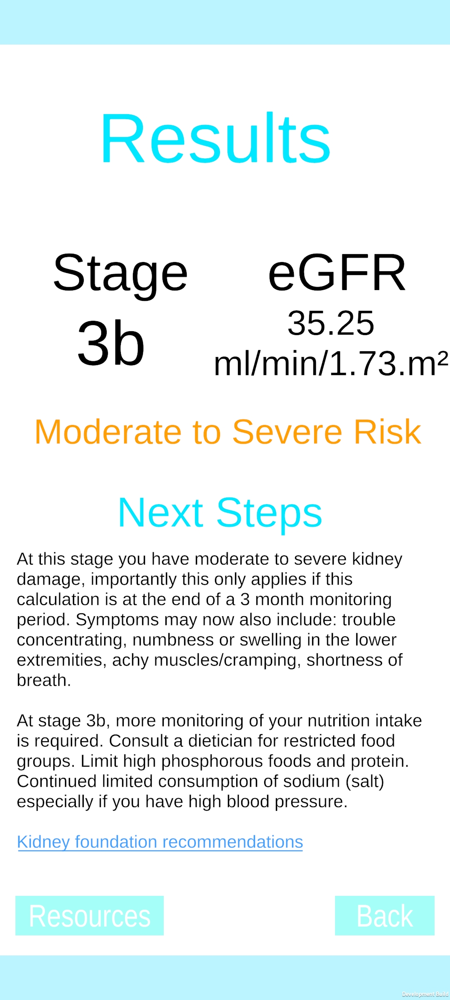 Results
Stage
3b
eGFR
35.25
ml/min/1.73.m²
Moderate to Severe Risk
Next Steps
At this stage you have moderate to severe kidney
damage, importantly this only applies if this
calculation is at the end of a 3 month monitoring
period. Symptoms may now also include: trouble
concentrating, numbness or swelling in the lower
extremities, achy muscles/cramping, shortness of
breath.
At stage 3b, more monitoring of your nutrition intake
is required. Consult a dietician for restricted food
groups. Limit high phosphorous foods and protein.
Continued limited consumption of sodium (salt)
especially if you have high blood pressure.
Kidney foundation recommendations
Resources
Back
Development Build